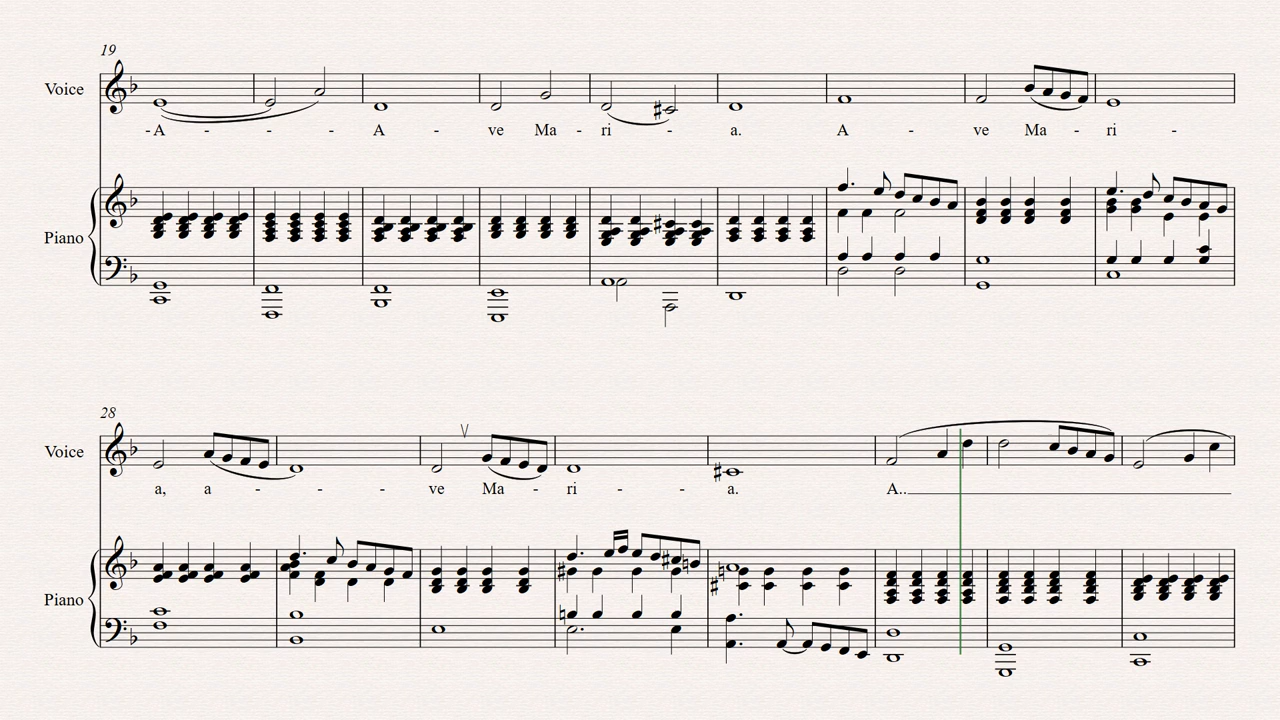 19
Voice
-A - - - A - ve Ma - ri - a. A - ve Ma - ri -
Piano
28
Voice
a, a - - - ve Ma - ri - - a. A..
Piano